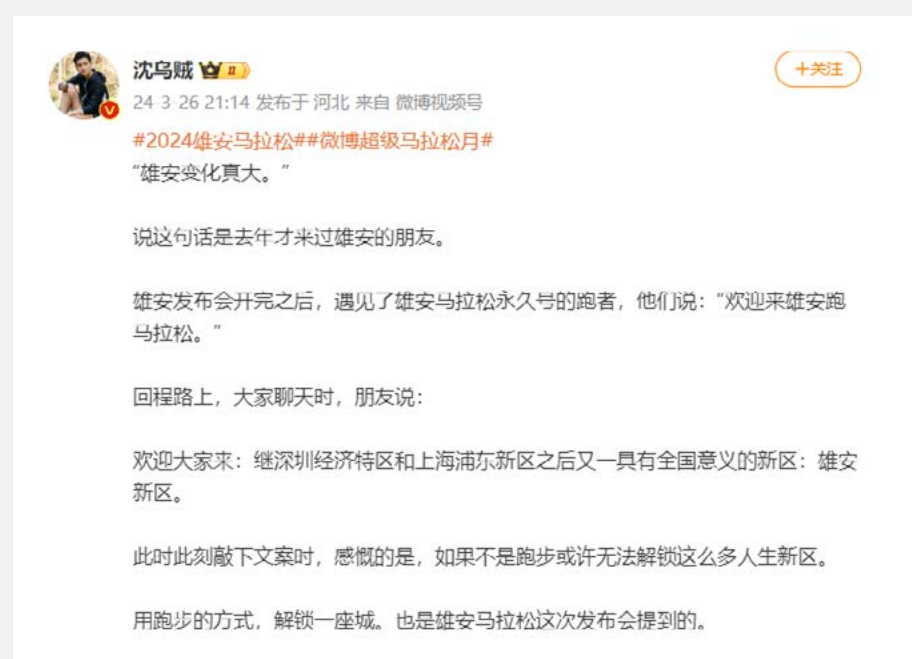 沈乌贼 II
+关注
24-3-26 21:14 发布于 河北 来自 微博视频号
#2024雄安马拉松##微博超级马拉松月#
“雄安变化真大。”
说这句话是去年才来过雄安的朋友。
雄安发布会开完之后，遇见了雄安马拉松永久号的跑者，他们说：“欢迎来雄安跑
马拉松。”
回程路上，大家聊天时，朋友说：
欢迎大家来：继深圳经济特区和上海浦东新区之后又一具有全国意义的新区：雄安
新区。
此时此刻敲下文案时，感慨的是，如果不是跑步或许无法解锁这么多人生新区。
用跑步的方式，解锁一座城。也是雄安马拉松这次发布会提到的。